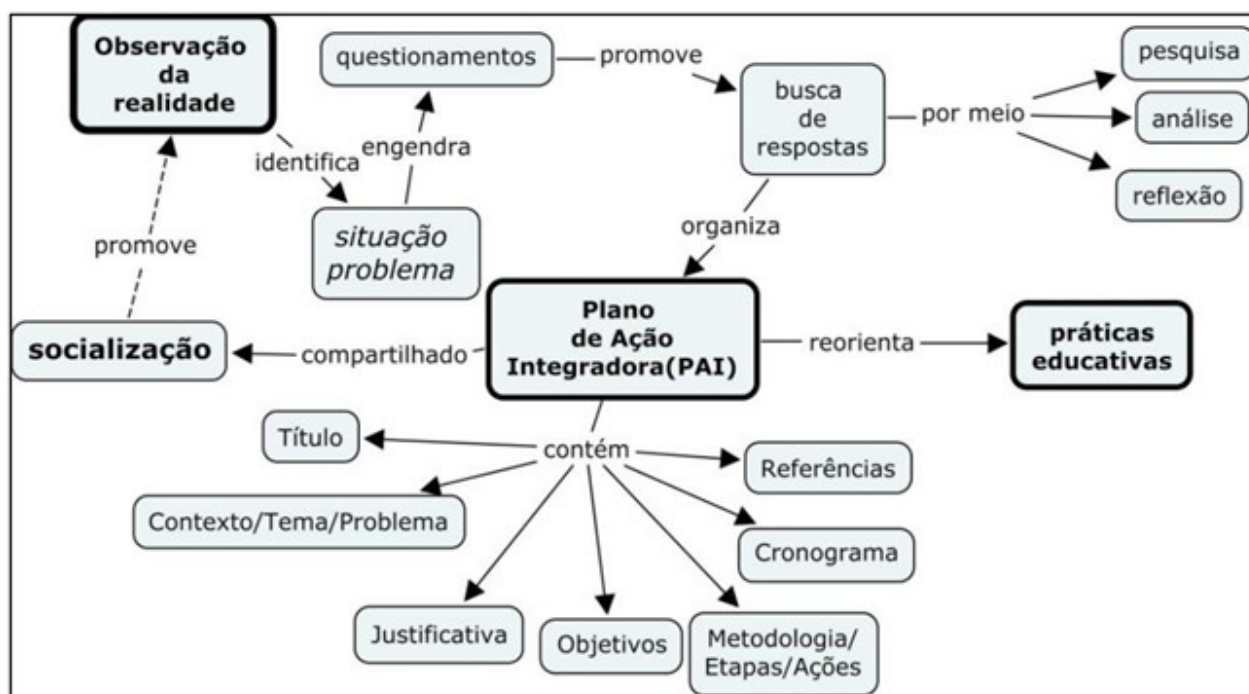 Observação
da
realidade
questionamentos
promove
busca
de
respostas
por meio
pesquisa
análise
reflexão
identifica
engendra
situação
problema
organiza
promove
socialização
compartilhado
Plano
de Ação
Integradora(PAI)
reorienta
práticas
educativas
contém
Título
Contexto/Tema/Problema
Justificativa
Objetivos
Metodologia/
Etapas/Ações
Cronograma
Referências